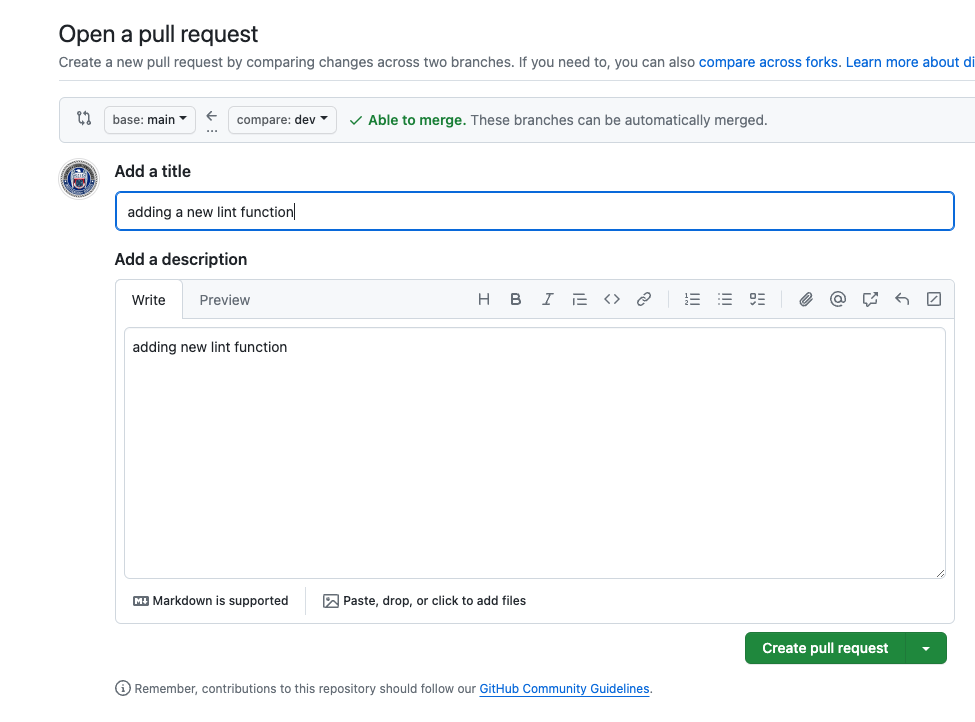 Open a pull request
Create a new pull request by comparing changes across two branches. If you need to, you can also compare across forks. Learn more about di
base: main ... compare: dev Able to merge. These branches can be automatically merged.
Add a title
adding a new lint function
Add a description
Write Preview
adding new lint function
Markdown is supported Paste, drop, or click to add files
Create pull request
Remember, contributions to this repository should follow our GitHub Community Guidelines.